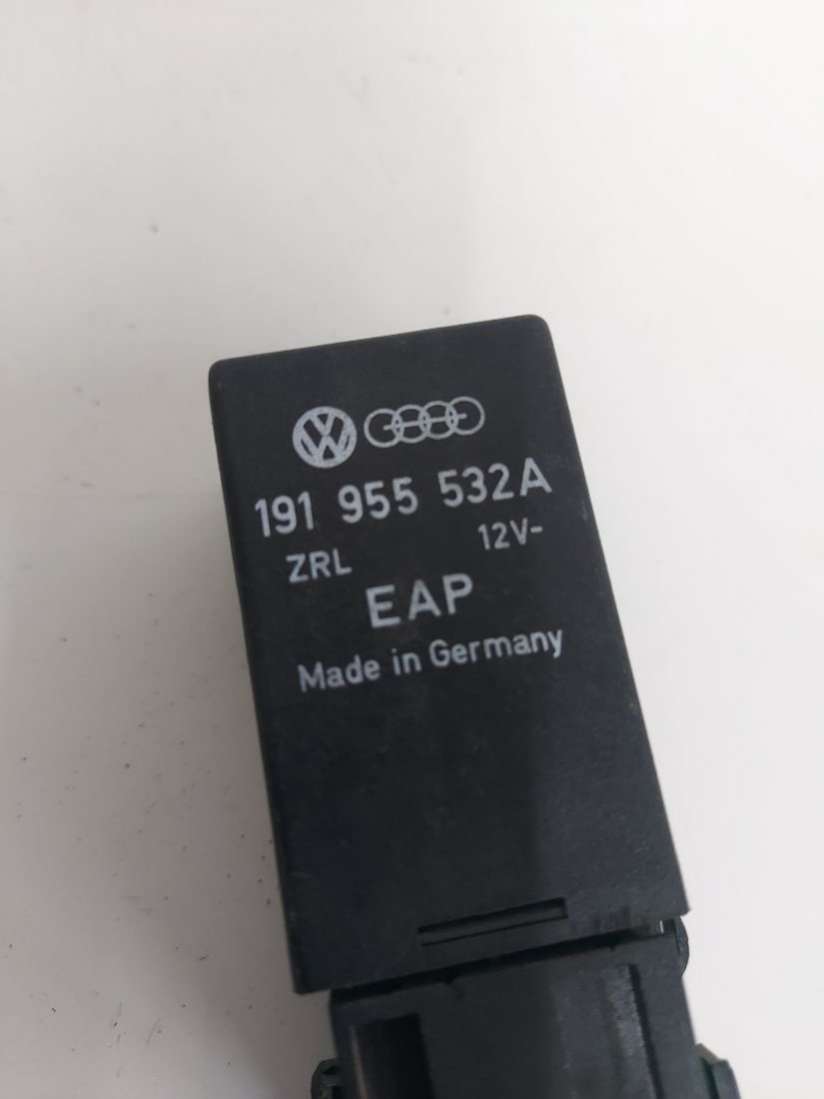 191 955 532A
ZRL 12V-
EAP
Made in Germany